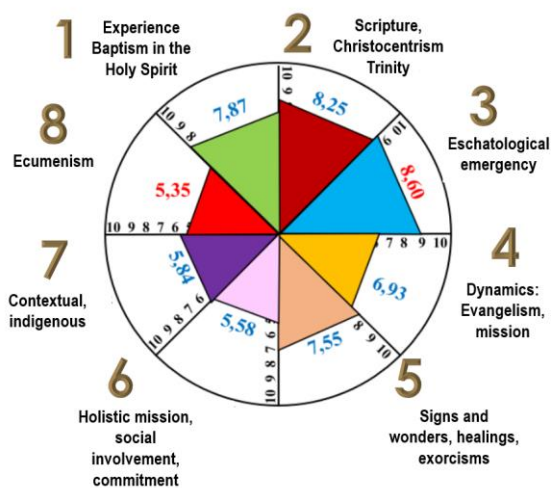 1
Experience
Baptism in the
Holy Spirit
2
Scripture,
Christocentrism
Trinity
3
Eschatological
emergency
4
Dynamics:
Evangelism,
mission
5
Signs and
wonders, healings,
exorcisms
6
Holistic mission,
social
involvement,
commitment
7
Contextual,
indigenous
8
Ecumenism
7,87
8,25
8,60
6,93
7,55
5,58
5,84
5,35
10 9
9 10
7 8 9 10
8 9 10
6 7 8 9 10
10 9 8 7 6
10 9 8 7 6
10 9 8